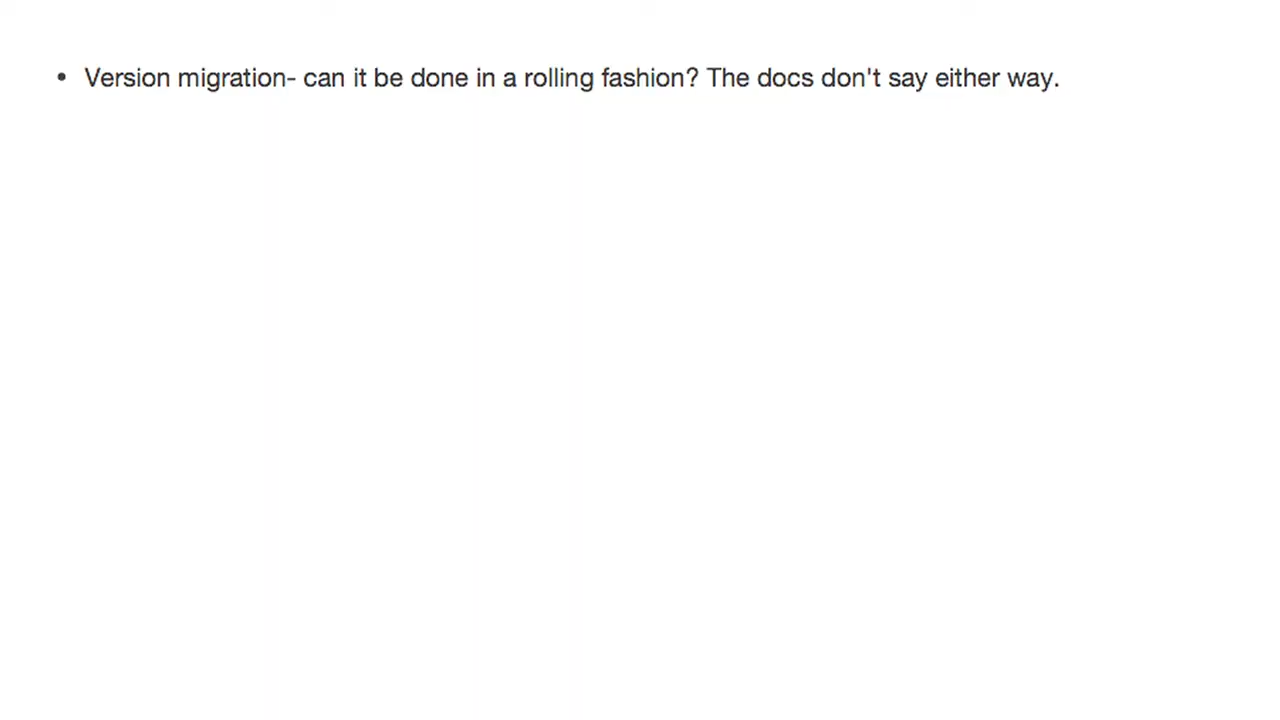 • Version migration- can it be done in a rolling fashion? The docs don't say either way.